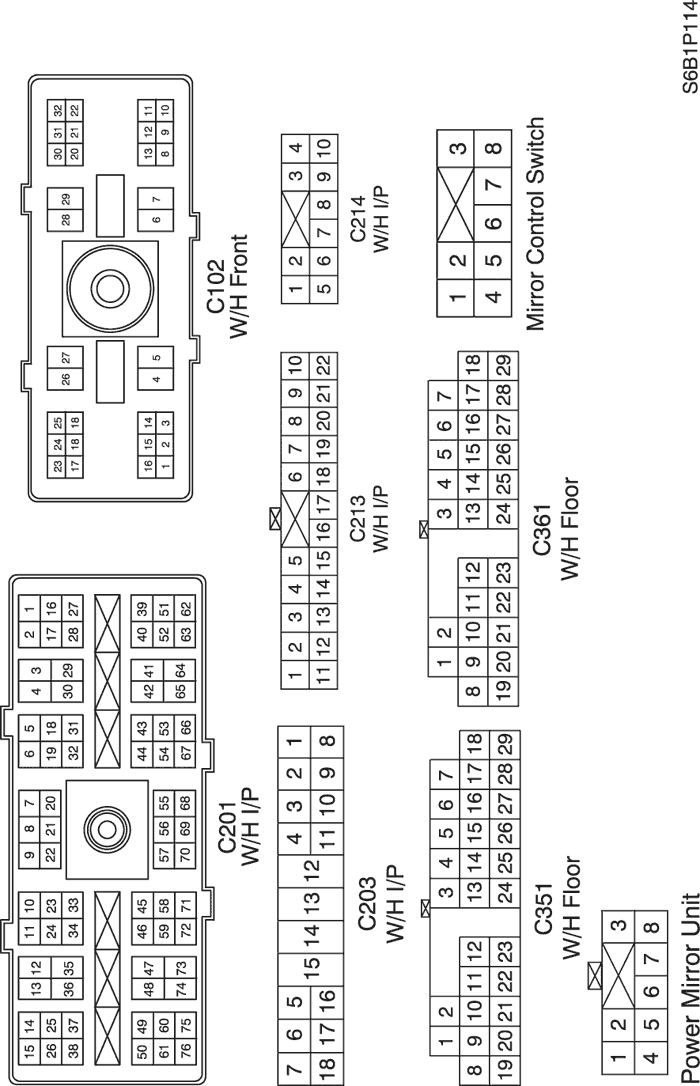 15 14 13 12 11 10 9 8 7 6 5 4 3 2 1
26 25 24 23 22 21 20 19 18 17 16
38 37 36 35 34 33 32 31 30 29 28 27
50 49 48 47 46 45 44 43 42 41 40 39
61 60 59 58 57 56 55 54 53 52 51
76 75 74 73 72 71 70 69 68 67 66 65 64 63 62
C201
W/H I/P
23 24 25 26 27 28 29 30 31 32
17 18 18 20 21 22
16 15 14 4 5 6 7 13 12 11
1 2 3 8 9 10
C102
W/H Front
7 6 5 15 14 13 12 4 3 2 1
18 17 16 11 10 9 8
C203
W/H I/P
1 2 3 4 5 6 7 8 9 10
11 12 13 14 15 16 17 18 19 20 21 22
C213
W/H I/P
1 2 3 4
5 6 7 8 9 10
C214
W/H I/P
1 2 3 4 5 6 7
8 9 10 11 12 13 14 15 16 17 18
19 20 21 22 23 24 25 26 27 28 29
C351
W/H Floor
1 2 3 4 5 6 7
8 9 10 11 12 13 14 15 16 17 18
19 20 21 22 23 24 25 26 27 28 29
C361
W/H Floor
1 2 3
4 5 6 7 8
Mirror Control Switch
1 2 3
4 5 6 7 8
Power Mirror Unit
S6B1P114